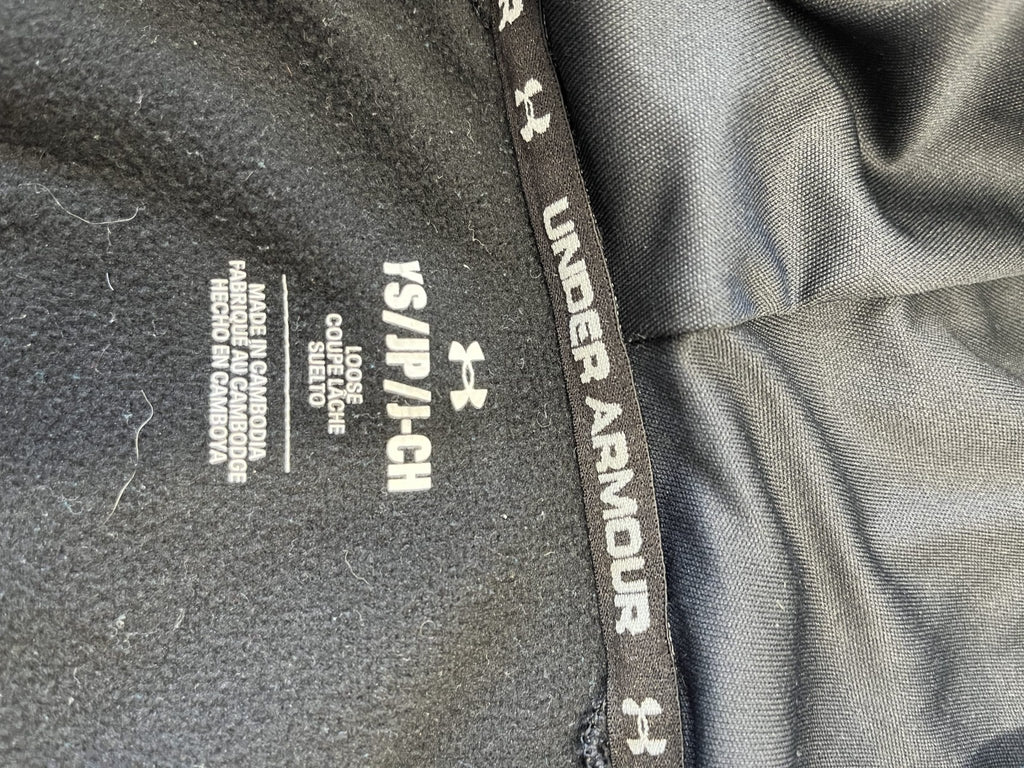 R
UNDER ARMOUR
YS/JP/J-CH
LOOSE
COUPE LÂCHE
SUELTO
MADE IN CAMBODIA
FABRIQUÉ AU CAMBODGE
HECHO EN CAMBOYA